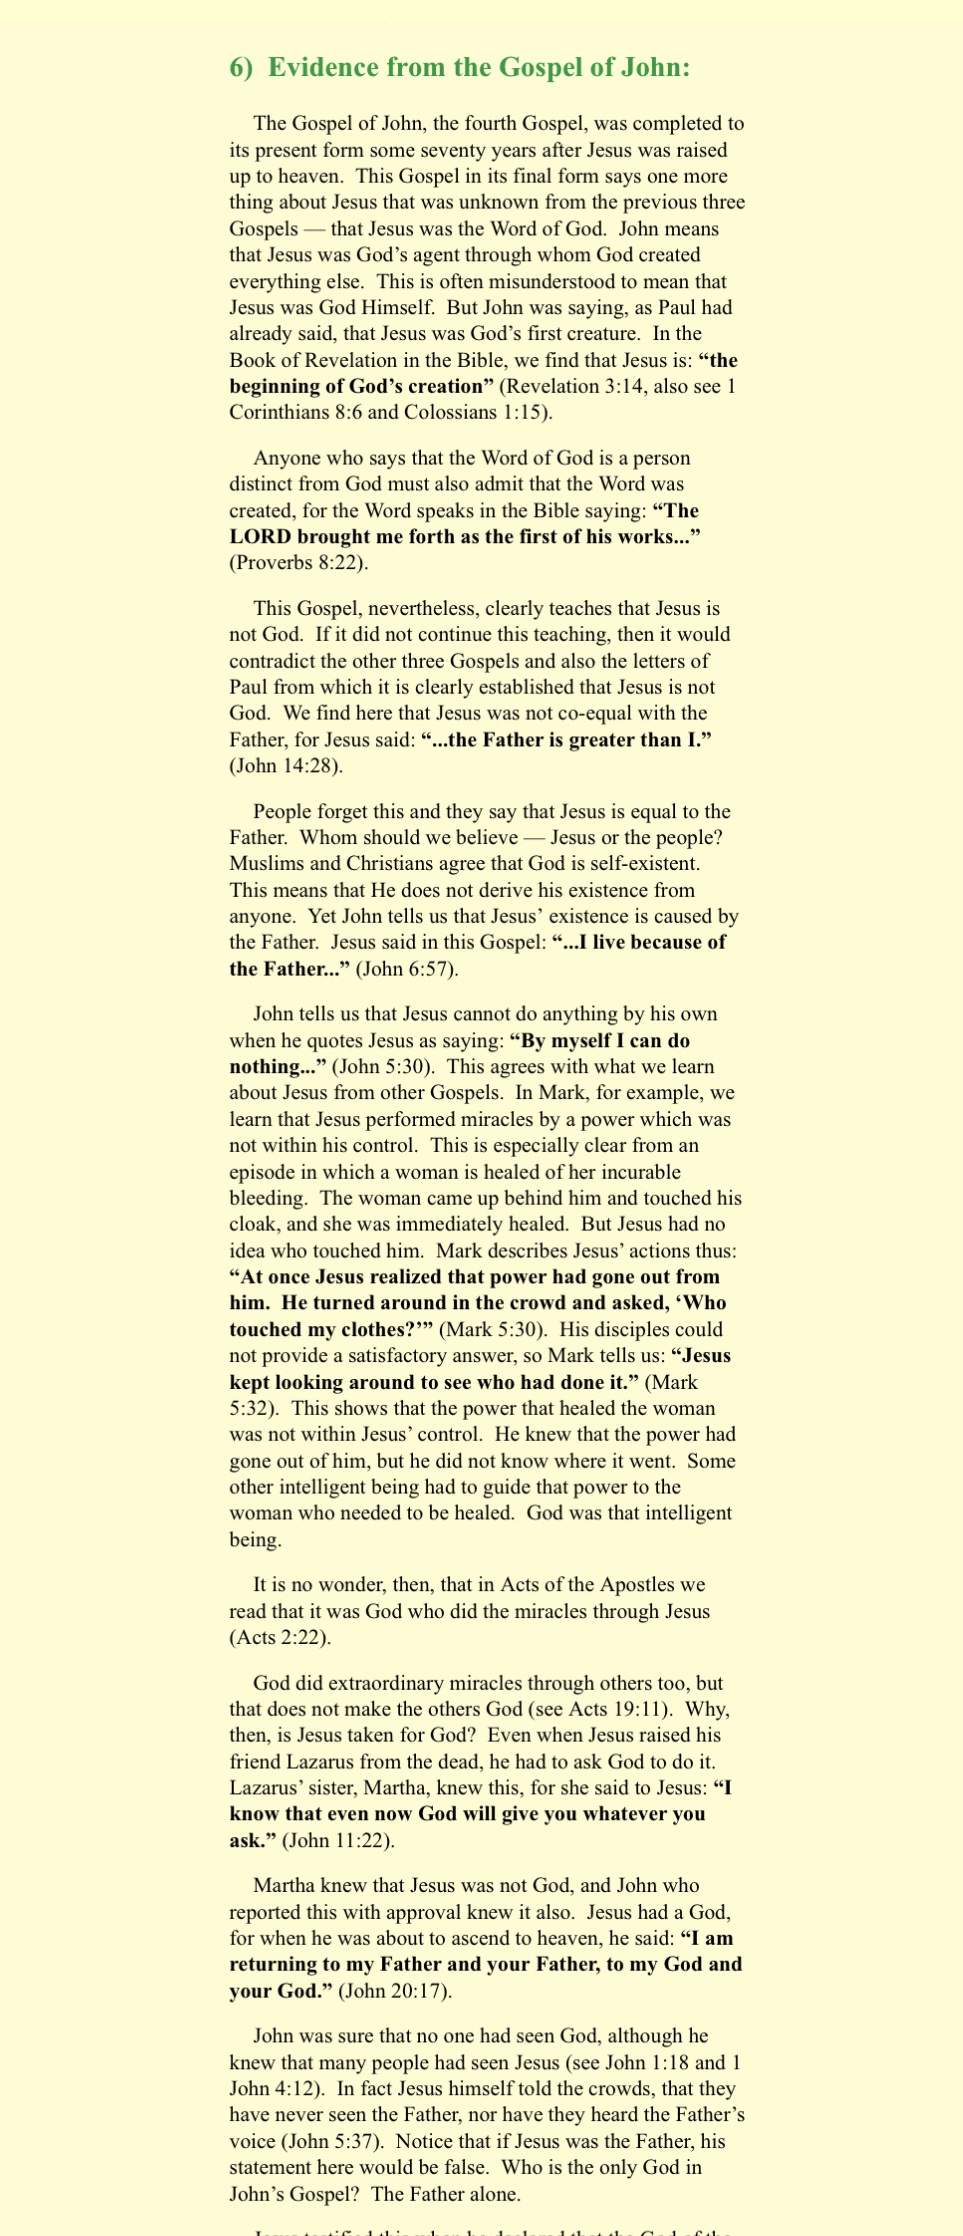 6)  Evidence from the Gospel of John:
The Gospel of John, the fourth Gospel, was completed to
its present form some seventy years after Jesus was raised
up to heaven.  This Gospel in its final form says one more
thing about Jesus that was unknown from the previous three
Gospels — that Jesus was the Word of God.  John means
that Jesus was God’s agent through whom God created
everything else.  This is often misunderstood to mean that
Jesus was God Himself.  But John was saying, as Paul had
already said, that Jesus was God’s first creature.  In the
Book of Revelation in the Bible, we find that Jesus is: “the
beginning of God’s creation” (Revelation 3:14, also see 1
Corinthians 8:6 and Colossians 1:15).
Anyone who says that the Word of God is a person
distinct from God must also admit that the Word was
created, for the Word speaks in the Bible saying: “The
LORD brought me forth as the first of his works...”
(Proverbs 8:22).
This Gospel, nevertheless, clearly teaches that Jesus is
not God.  If it did not continue this teaching, then it would
contradict the other three Gospels and also the letters of
Paul from which it is clearly established that Jesus is not
God.  We find here that Jesus was not co-equal with the
Father, for Jesus said: “...the Father is greater than I.”
(John 14:28).
People forget this and they say that Jesus is equal to the
Father.  Whom should we believe — Jesus or the people?
Muslims and Christians agree that God is self-existent.
This means that He does not derive his existence from
anyone.  Yet John tells us that Jesus’ existence is caused by
the Father.  Jesus said in this Gospel: “...I live because of
the Father...” (John 6:57).
John tells us that Jesus cannot do anything by his own
when he quotes Jesus as saying: “By myself I can do
nothing...” (John 5:30).  This agrees with what we learn
about Jesus from other Gospels.  In Mark, for example, we
learn that Jesus performed miracles by a power which was
not within his control.  This is especially clear from an
episode in which a woman is healed of her incurable
bleeding.  The woman came up behind him and touched his
cloak, and she was immediately healed.  But Jesus had no
idea who touched him.  Mark describes Jesus’ actions thus:
“At once Jesus realized that power had gone out from
him.  He turned around in the crowd and asked, ‘Who
touched my clothes?’” (Mark 5:30).  His disciples could
not provide a satisfactory answer, so Mark tells us: “Jesus
kept looking around to see who had done it.” (Mark
5:32).  This shows that the power that healed the woman
was not within Jesus’ control.  He knew that the power had
gone out of him, but he did not know where it went.  Some
other intelligent being had to guide that power to the
woman who needed to be healed.  God was that intelligent
being.
It is no wonder, then, that in Acts of the Apostles we
read that it was God who did the miracles through Jesus
(Acts 2:22).
God did extraordinary miracles through others too, but
that does not make the others God (see Acts 19:11).  Why,
then, is Jesus taken for God?  Even when Jesus raised his
friend Lazarus from the dead, he had to ask God to do it.
Lazarus’ sister, Martha, knew this, for she said to Jesus: “I
know that even now God will give you whatever you
ask.” (John 11:22).
Martha knew that Jesus was not God, and John who
reported this with approval knew it also.  Jesus had a God,
for when he was about to ascend to heaven, he said: “I am
returning to my Father and your Father, to my God and
your God.” (John 20:17).
John was sure that no one had seen God, although he
knew that many people had seen Jesus (see John 1:18 and 1
John 4:12).  In fact Jesus himself told the crowds, that they
have never seen the Father, nor have they heard the Father’s
voice (John 5:37).  Notice that if Jesus was the Father, his
statement here would be false.  Who is the only God in
John’s Gospel?  The Father alone.
Jesus testified this when he declared that the God of the